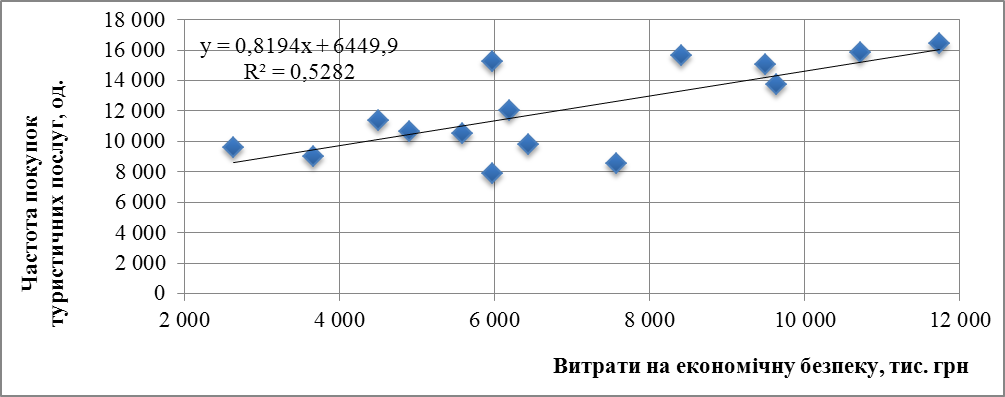 18 000
16 000
14 000
12 000
10 000
8 000
6 000
4 000
2 000
0
y = 0,8194x + 6449,9
R² = 0,5282
Частота покупок
туристичних послуг, од.
2 000 4 000 6 000 8 000 10 000 12 000
Витрати на економічну безпеку, тис. грн